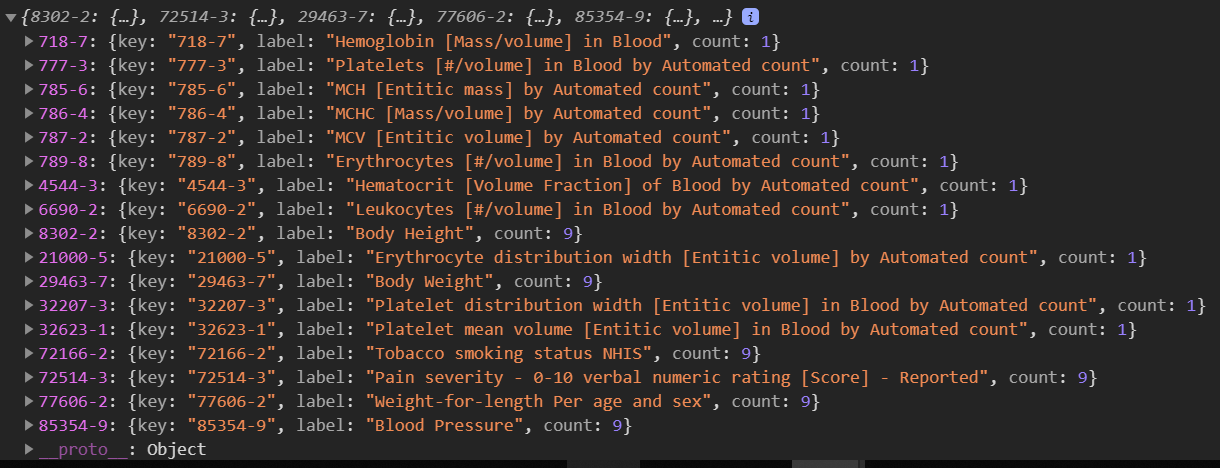 ▼{8302-2: {…}, 72514-3: {…}, 29463-7: {…}, 77606-2: {…}, 85354-9: {…}, …} i
▶718-7: {key: "718-7", label: "Hemoglobin [Mass/volume] in Blood", count: 1}
▶777-3: {key: "777-3", label: "Platelets [#/volume] in Blood by Automated count", count: 1}
▶785-6: {key: "785-6", label: "MCH [Entitic mass] by Automated count", count: 1}
▶786-4: {key: "786-4", label: "MCHC [Mass/volume] by Automated count", count: 1}
▶787-2: {key: "787-2", label: "MCV [Entitic volume] by Automated count", count: 1}
▶789-8: {key: "789-8", label: "Erythrocytes [#/volume] in Blood by Automated count", count: 1}
▶4544-3: {key: "4544-3", label: "Hematocrit [Volume Fraction] of Blood by Automated count", count: 1}
▶6690-2: {key: "6690-2", label: "Leukocytes [#/volume] in Blood by Automated count", count: 1}
▶8302-2: {key: "8302-2", label: "Body Height", count: 9}
▶21000-5: {key: "21000-5", label: "Erythrocyte distribution width [Entitic volume] by Automated count", count: 1}
▶29463-7: {key: "29463-7", label: "Body Weight", count: 9}
▶32207-3: {key: "32207-3", label: "Platelet distribution width [Entitic volume] in Blood by Automated count", count: 1}
▶32623-1: {key: "32623-1", label: "Platelet mean volume [Entitic volume] in Blood by Automated count", count: 1}
▶72166-2: {key: "72166-2", label: "Tobacco smoking status NHIS", count: 9}
▶72514-3: {key: "72514-3", label: "Pain severity - 0-10 verbal numeric rating [Score] - Reported", count: 9}
▶77606-2: {key: "77606-2", label: "Weight-for-length Per age and sex", count: 9}
▶85354-9: {key: "85354-9", label: "Blood Pressure", count: 9}
▶__proto__: Object